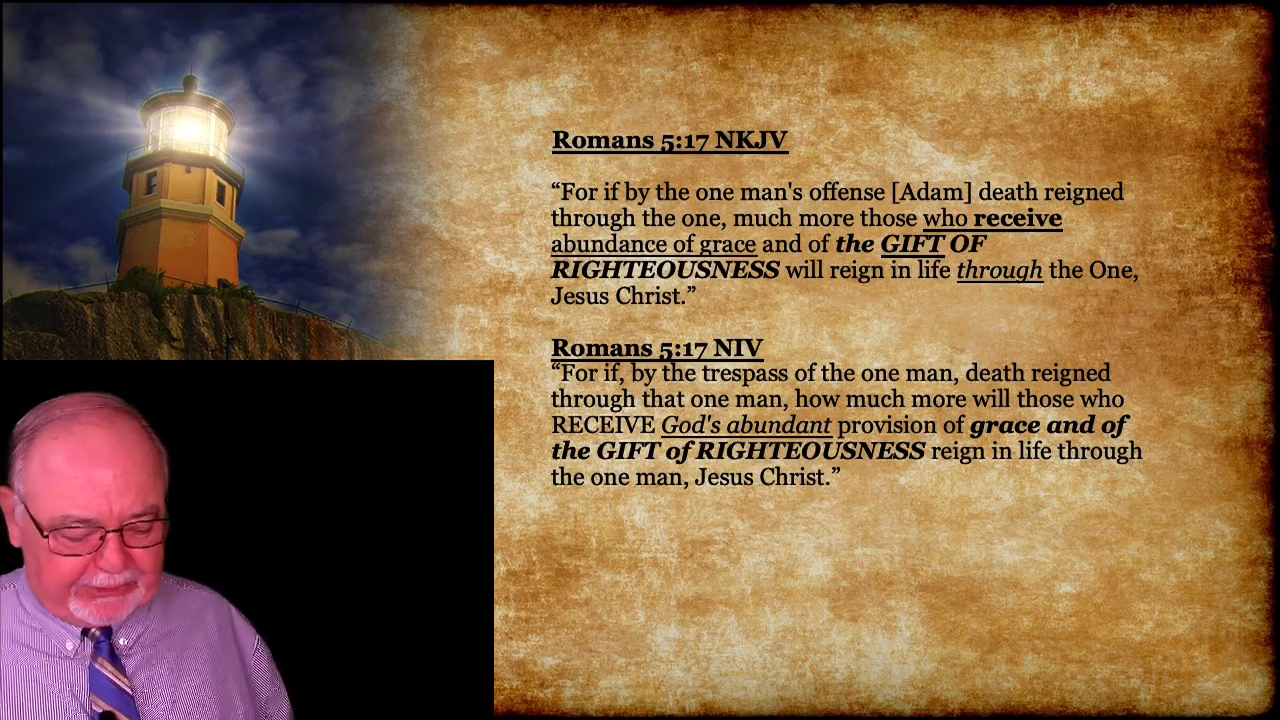 Romans 5:17 NKJV
“For if by the one man's offense [Adam] death reigned
through the one, much more those who receive
abundance of grace and of the GIFT OF
RIGHTEOUSNESS will reign in life through the One,
Jesus Christ.”
Romans 5:17 NIV
“For if, by the trespass of the one man, death reigned
through that one man, how much more will those who
RECEIVE God's abundant provision of grace and of
the GIFT of RIGHTEOUSNESS reign in life through
the one man, Jesus Christ.”